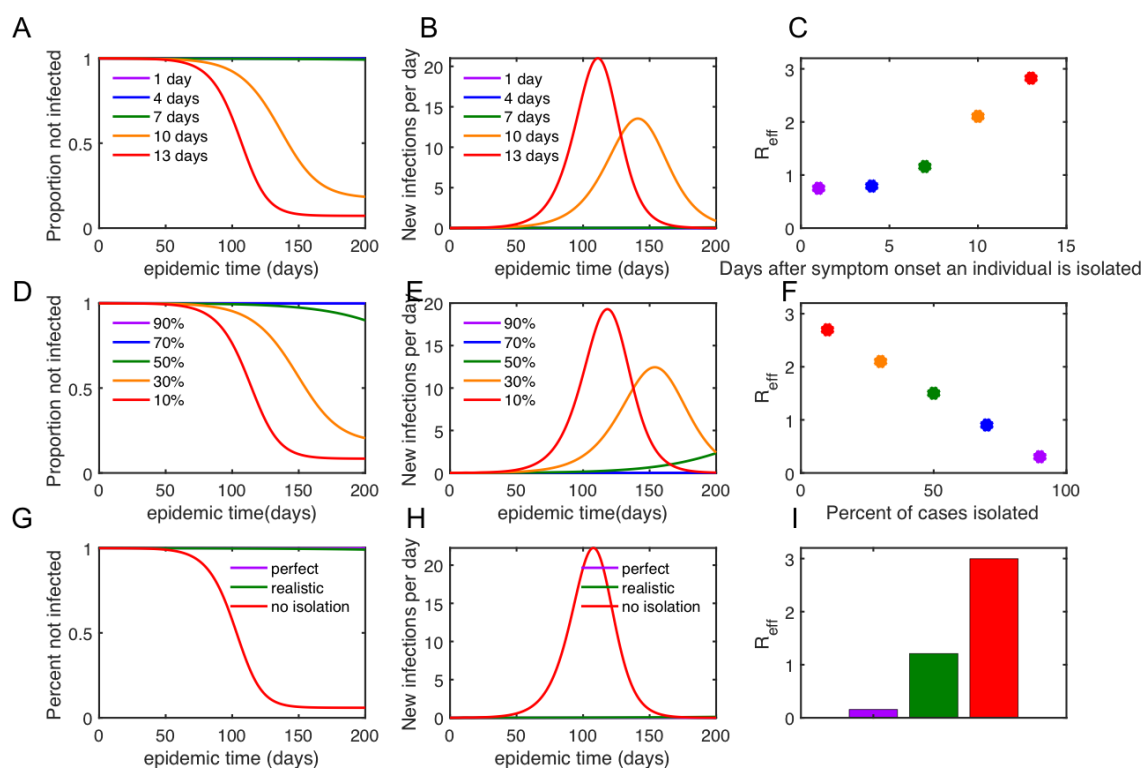 A
Proportion not infected
1
0.5
0
1 day
4 days
7 days
10 days
13 days
0 50 100 150 200
epidemic time (days)
B
New infections per day
20
15
10
5
0
1 day
4 days
7 days
10 days
13 days
0 50 100 150 200
epidemic time (days)
C
R_eff
3
2
1
0
0 5 10 15
Days after symptom onset an individual is isolated
D
Proportion not infected
1
0.5
0
90%
70%
50%
30%
10%
0 50 100 150 200
epidemic time(days)
E
New infections per day
20
15
10
5
0
90%
70%
50%
30%
10%
0 50 100 150 200
epidemic time(days)
F
R_eff
3
2
1
0
0 50 100
Percent of cases isolated
G
Percent not infected
1
0.5
0
perfect
realistic
no isolation
0 50 100 150 200
epidemic time (days)
H
New infections per day
20
15
10
5
0
perfect
realistic
no isolation
0 50 100 150 200
epidemic time (days)
I
R_eff
3
2
1
0